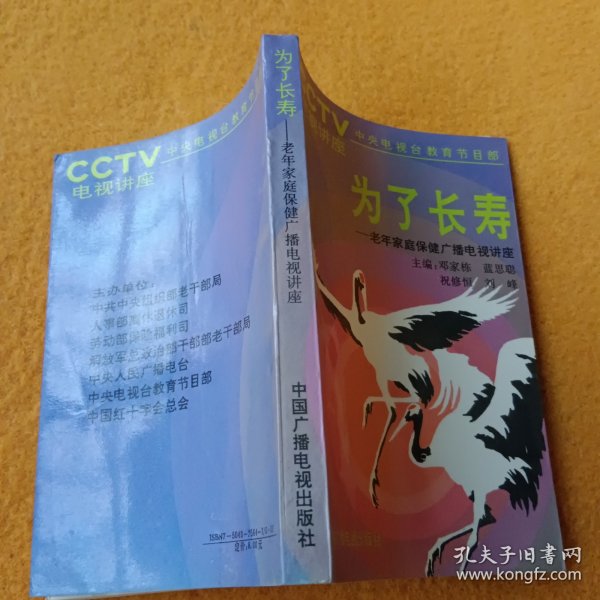 CCTV
中央电视台教育节
电视讲座
主办单位：
中共中央组织部老干部局
人事部离休退休司
劳动部保险福利司
解放军总政治部干部部老干部局
中央人民广播电台
中央电视台教育节目部
中国红十字会总会
为了长寿
——老年家庭保健广播电视讲座
中国广播电视出版社
CCTV
中央电视台教育节目部
讲座
为了长寿
——老年家庭保健广播电视讲座
主编：邓家栋 蓝思聪
祝修恒 刘峰
孔夫子旧书网
www.kongfz.com